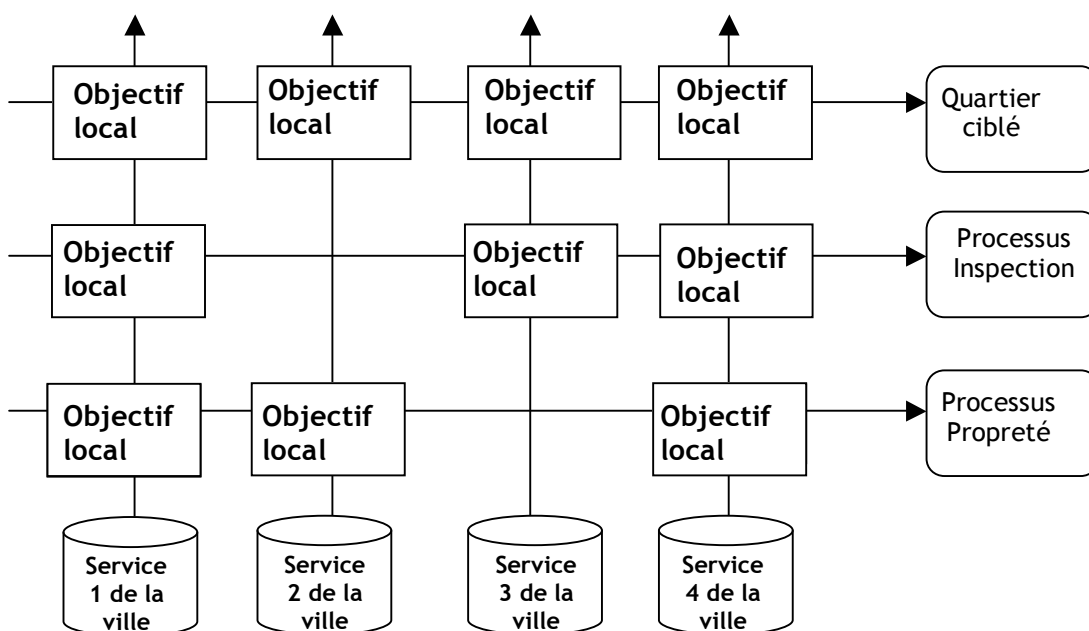 Objectif
local
Objectif
local
Objectif
local
Objectif
local
Quartier
ciblé
Objectif
local
Objectif
local
Objectif
local
Processus
Inspection
Objectif
local
Objectif
local
Objectif
local
Processus
Propreté
Service
1 de la
ville
Service
2 de la
ville
Service
3 de la
ville
Service
4 de la
ville